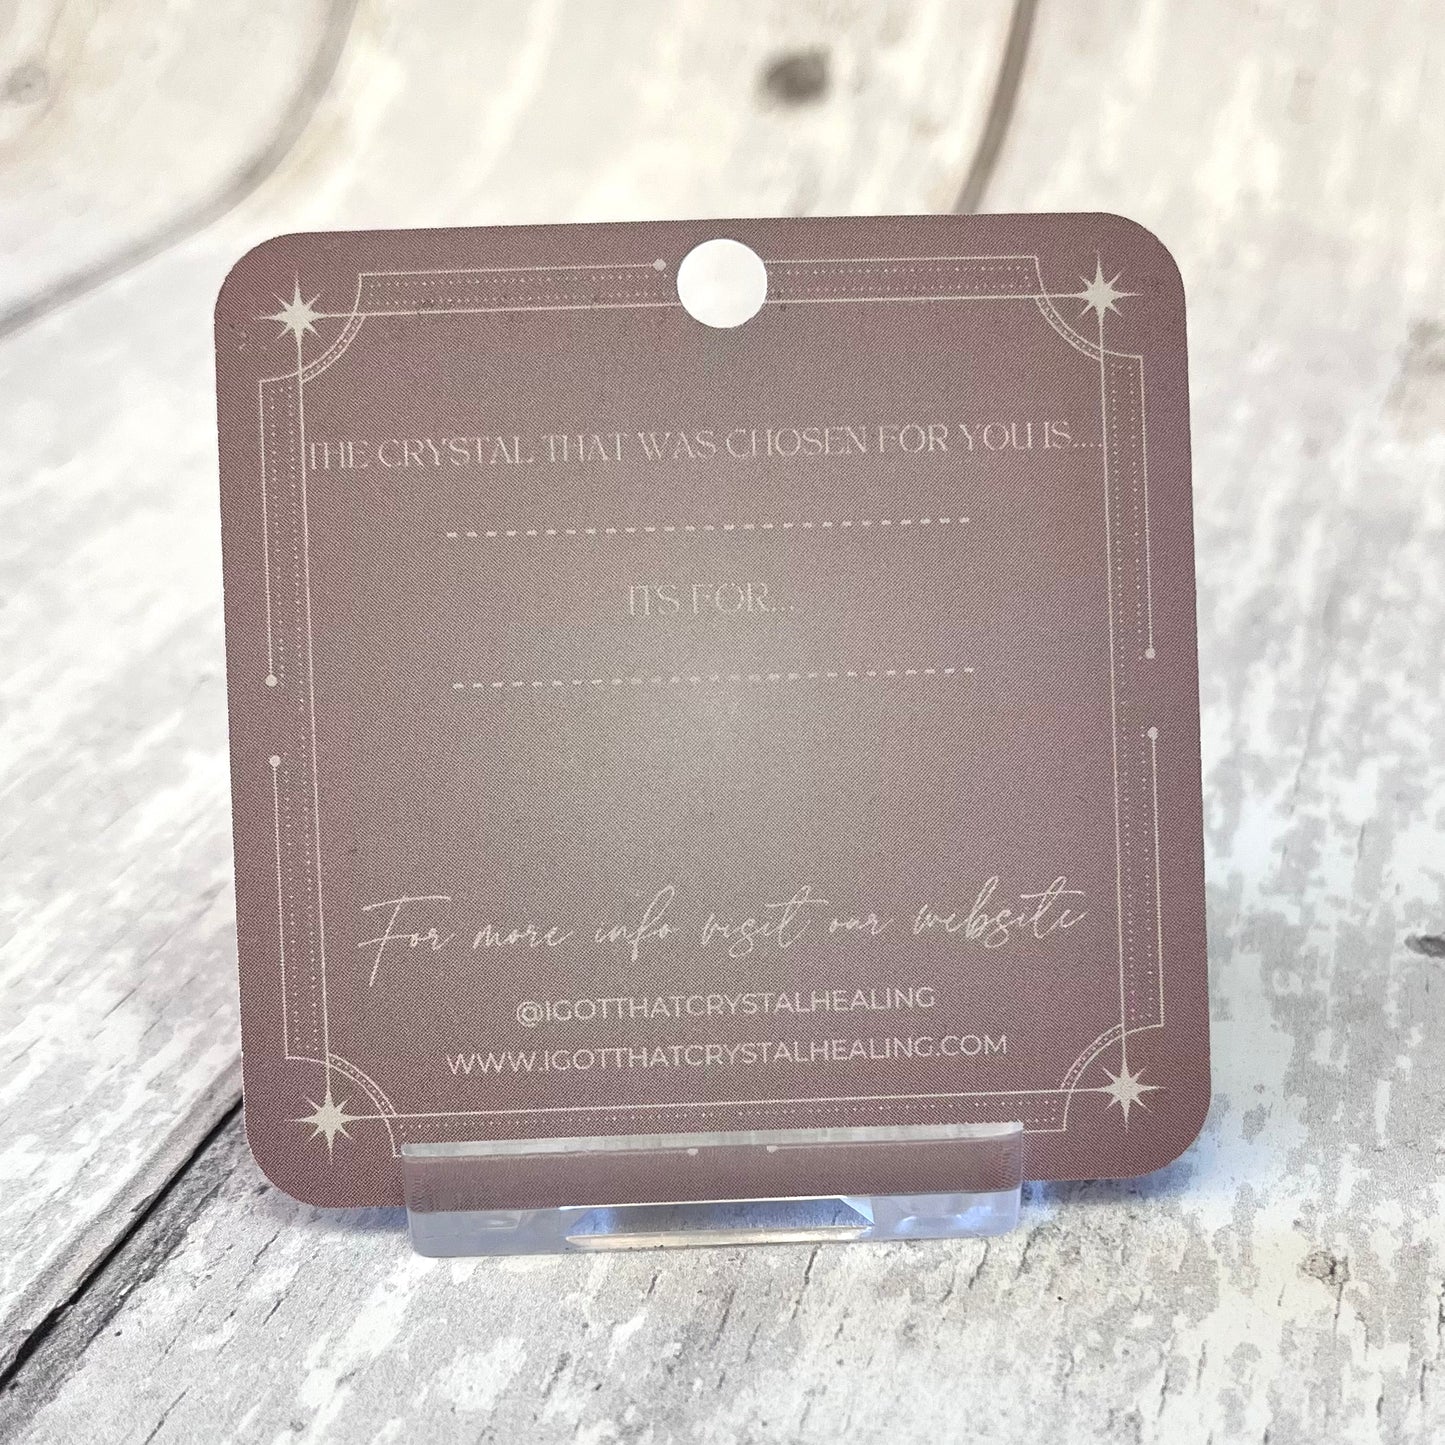 THE CRYSTAL THAT WAS CHOSEN FOR YOU IS....
ITS FOR...
For more info visit our website
@IGOTTHATCRYSTALHEALING
WWW.IGOTTHATCRYSTALHEALING.COM